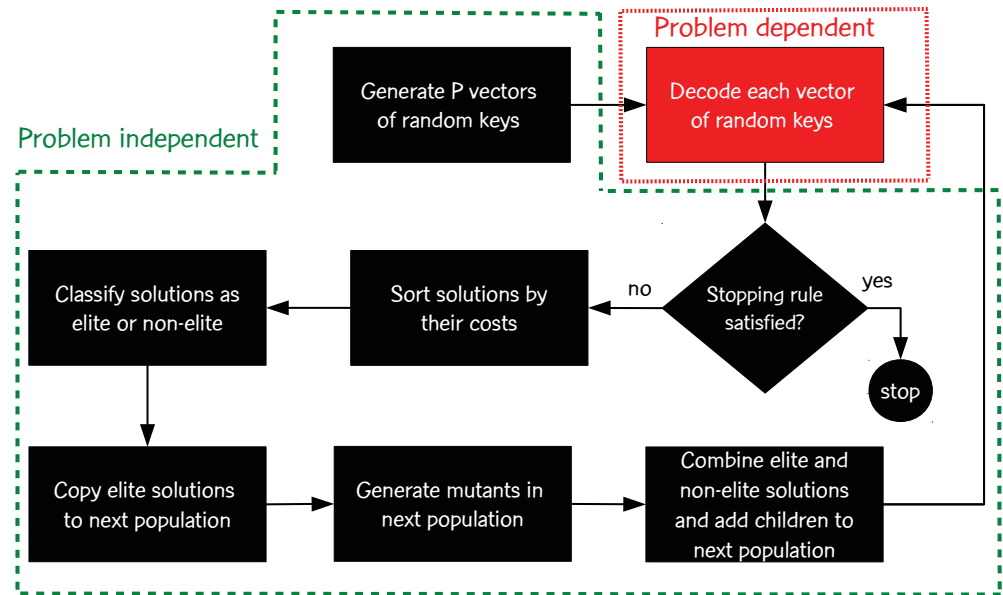 Problem dependent
Generate P vectors
of random keys
Decode each vector
of random keys
Problem independent
Classify solutions as
elite or non-elite
Sort solutions by
their costs
no
Stopping rule
satisfied?
yes
stop
Copy elite solutions
to next population
Generate mutants in
next population
Combine elite and
non-elite solutions
and add children to
next population